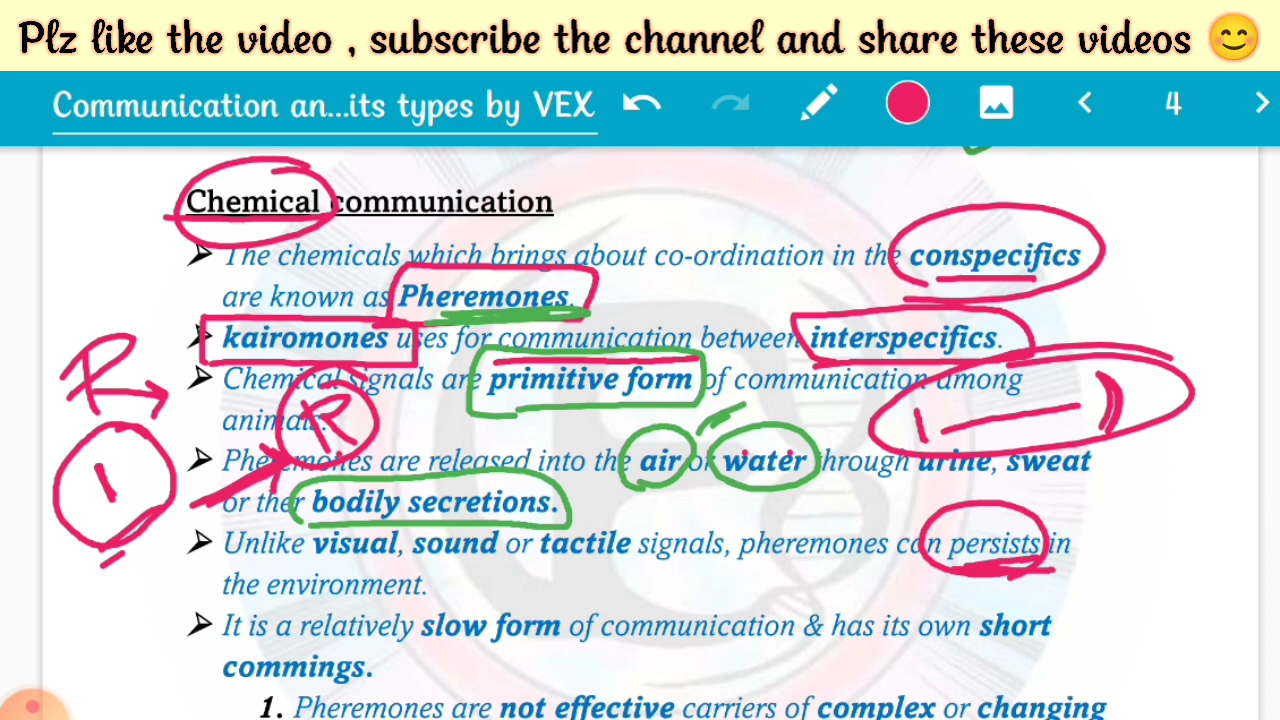 Plz like the video , subscribe the channel and share these videos 😊
Communication an...its types by VEX 4
Chemical communication
➢ The chemicals which brings about co-ordination in the conspecifics
are known as Pheremones.
➢ kairomones uses for communication between interspecifics.
➢ Chemical signals are primitive form of communication among
animals.
➢ Pheremones are released into the air or water through urine, sweat
or ther bodily secretions.
➢ Unlike visual, sound or tactile signals, pheremones can persists in
the environment.
➢ It is a relatively slow form of communication & has its own short
commings.
1. Pheremones are not effective carriers of complex or changing
R
R
1